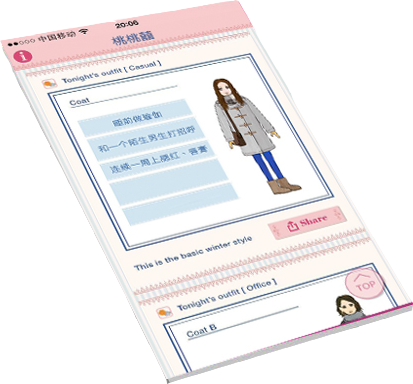 中国移动 20:06
桃桃囍
i
Tonight's outfit [ Casual ]
Coat
睡前做瑜伽
和一个陌生男生打招呼
连续一周上腮红、唇膏
Share
This is the basic winter style
TOP
Tonight's outfit [ Office ]
Coat B